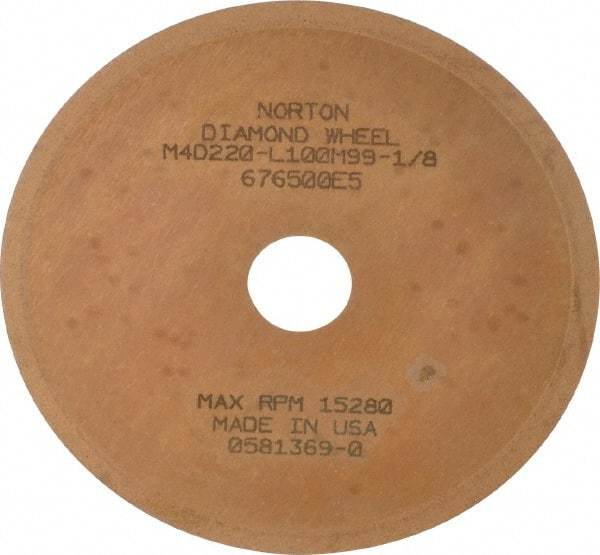 NORTON
DIAMOND WHEEL
M4D220-L100M99-1/8
676500E5
MAX RPM 15280
MADE IN USA
0581369-0